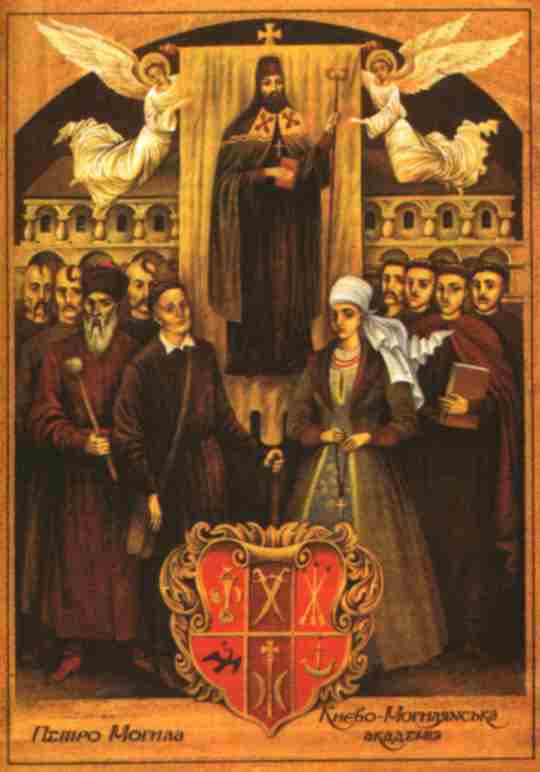 Петро Могила
Києво-Могилянська
академія